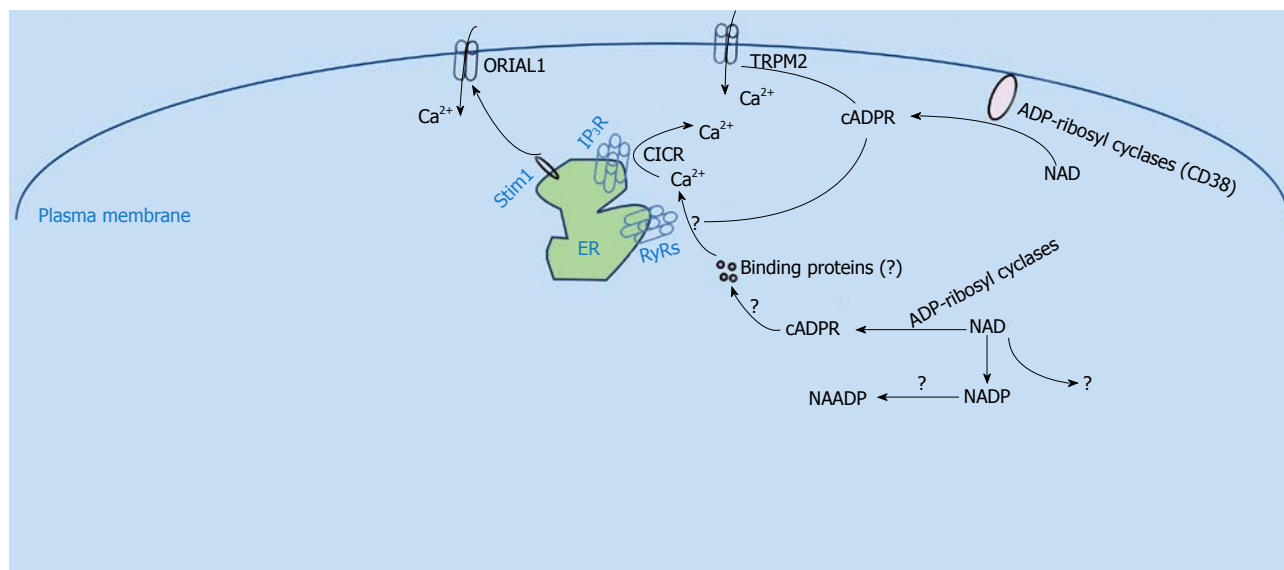 ORIAL1
TRPM2
Ca²⁺
Ca²⁺
cADPR
ADP-ribosyl cyclases (CD38)
NAD
IP₃R
Ca²⁺
CICR
Ca²⁺
Stim1
Plasma membrane
ER
RyRs
?
Binding proteins (?)
?
cADPR
ADP-ribosyl cyclases
NAD
?
NAADP
?
NADP